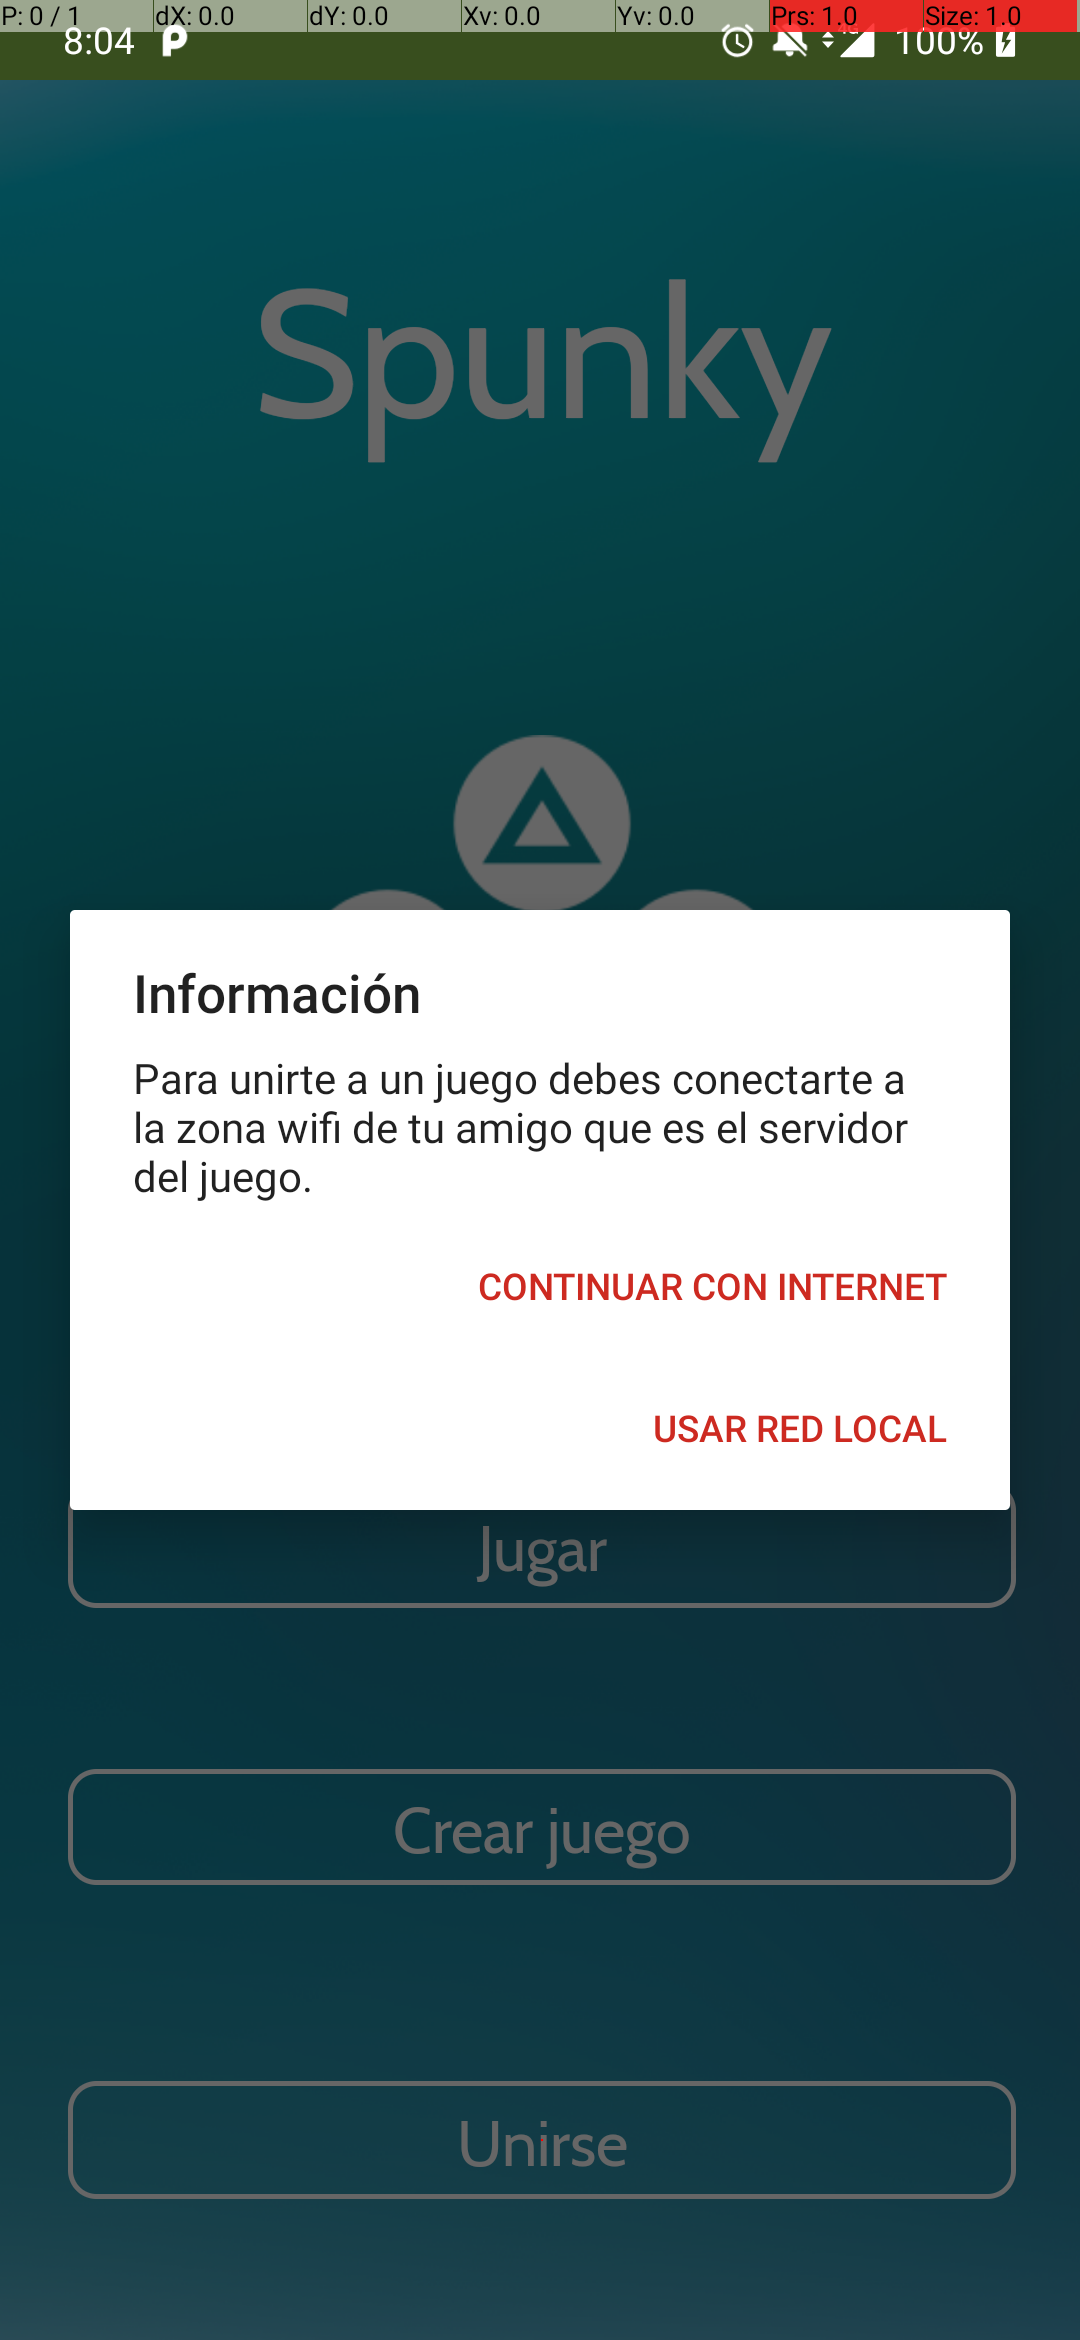 P: 0 / 1 dX: 0.0 dY: 0.0 Xv: 0.0 Yv: 0.0 Prs: 1.0 Size: 1.0
8:04 100%
Spunky
Información
Para unirte a un juego debes conectarte a
la zona wifi de tu amigo que es el servidor
del juego.
CONTINUAR CON INTERNET
USAR RED LOCAL
Jugar
Crear juego
Unirse